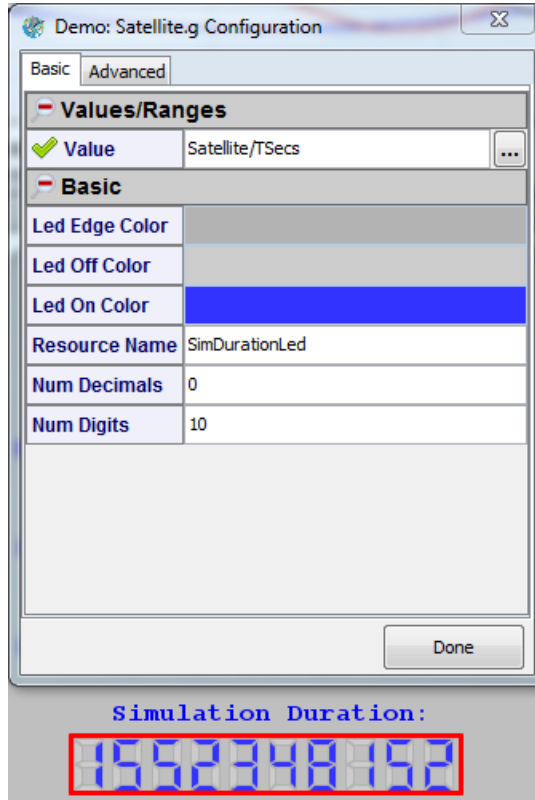 Demo: Satellite.g Configuration
Basic Advanced
Values/Ranges
Value Satellite/TSecs ...
Basic
Led Edge Color
Led Off Color
Led On Color
Resource Name SimDurationLed
Num Decimals 0
Num Digits 10
Done
Simulation Duration:
1552348152